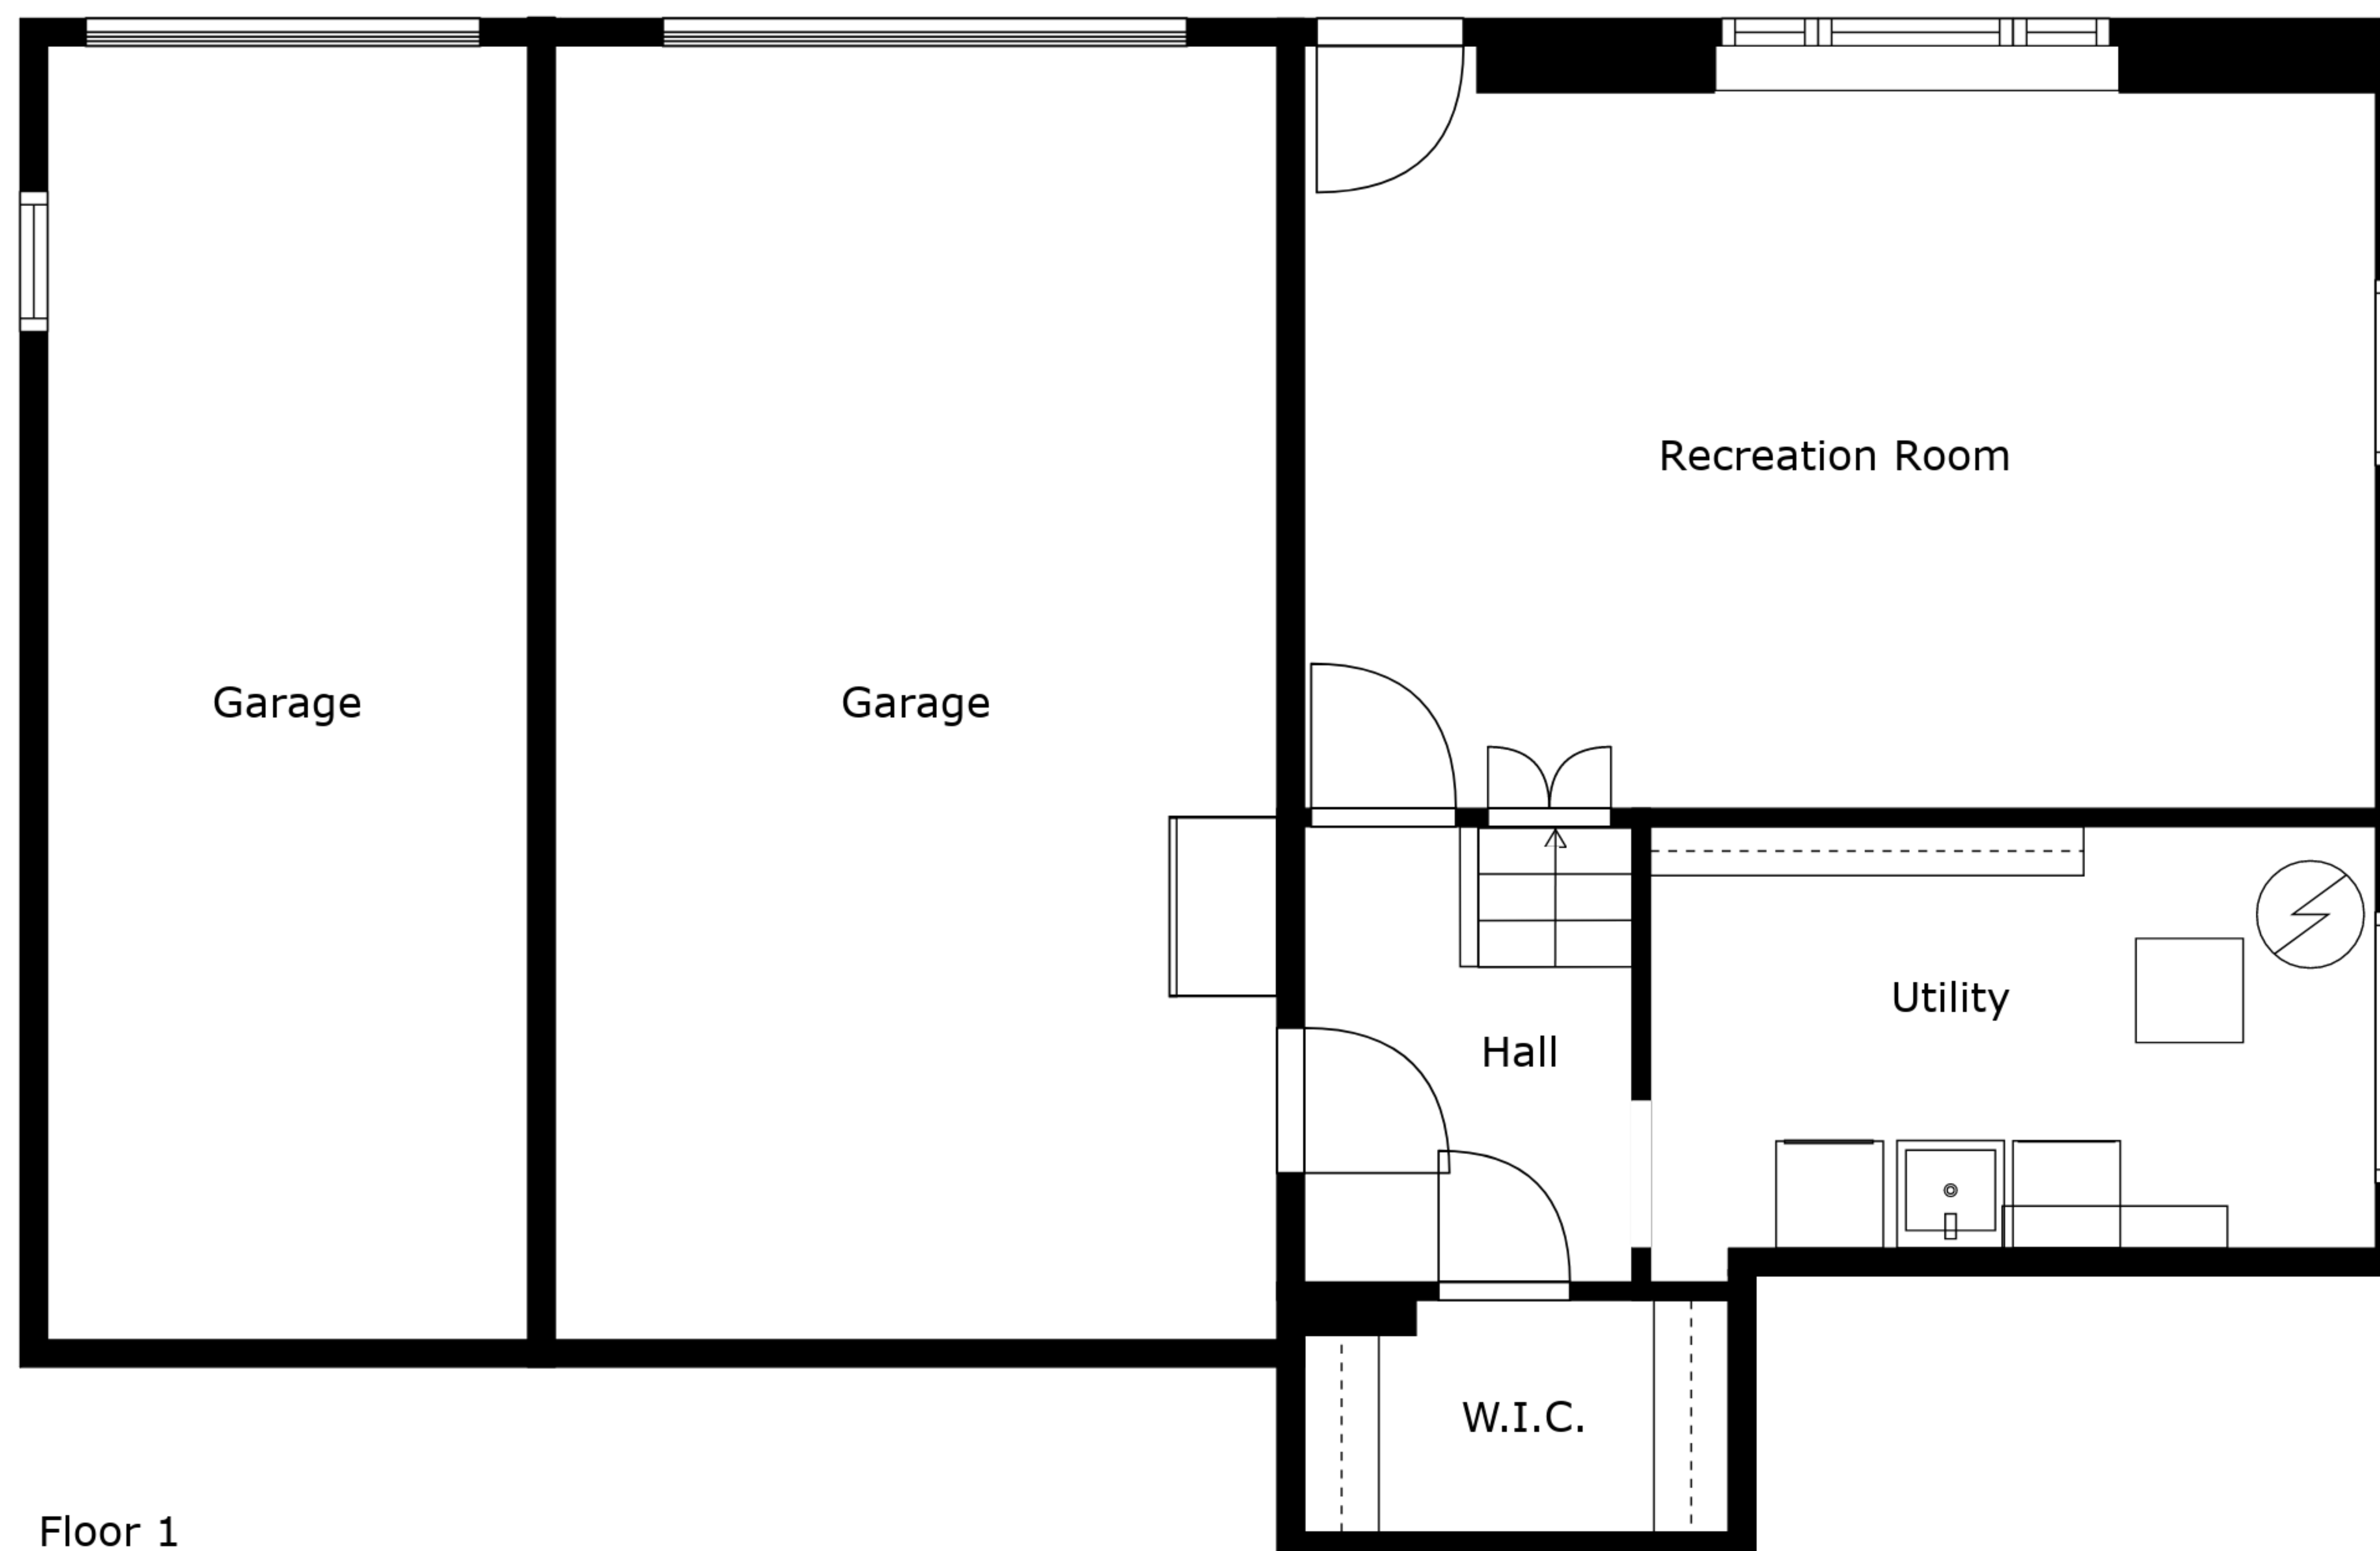 Recreation Room
Garage
Garage
Utility
Hall
W.I.C.
Floor 1